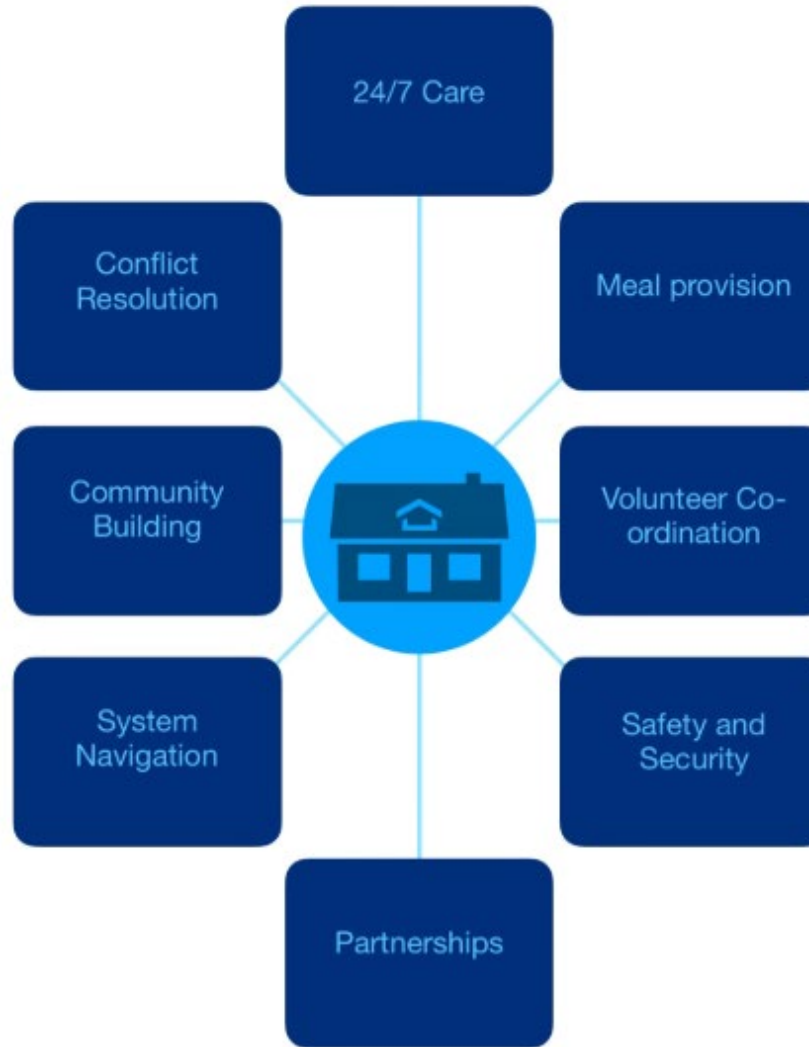 24/7 Care
Conflict
Resolution
Meal provision
Community
Building
Volunteer Co-
ordination
System
Navigation
Safety and
Security
Partnerships